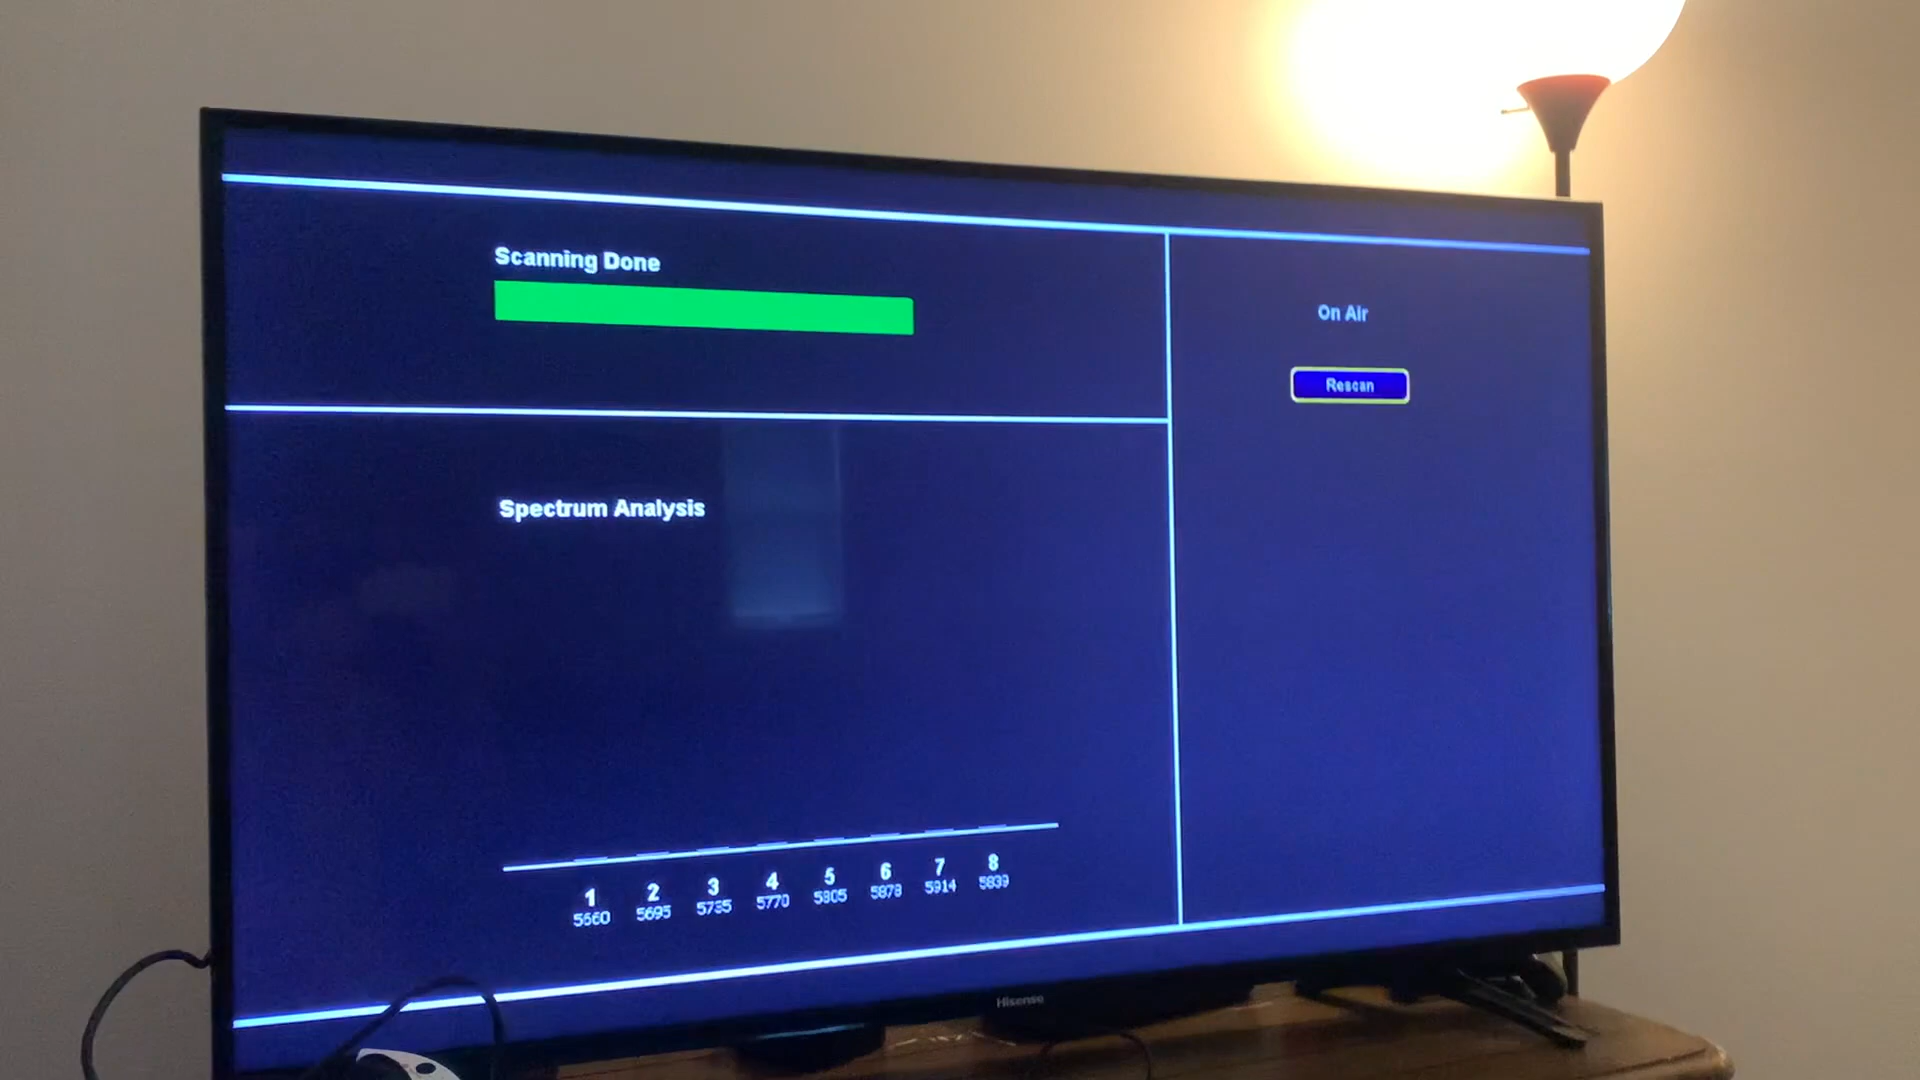 Scanning Done
On Air
Rescan
Spectrum Analysis
1 2 3 4 5 6 7 8
5660 5695 5735 5770 5805 5878 5914 5839
Hisense